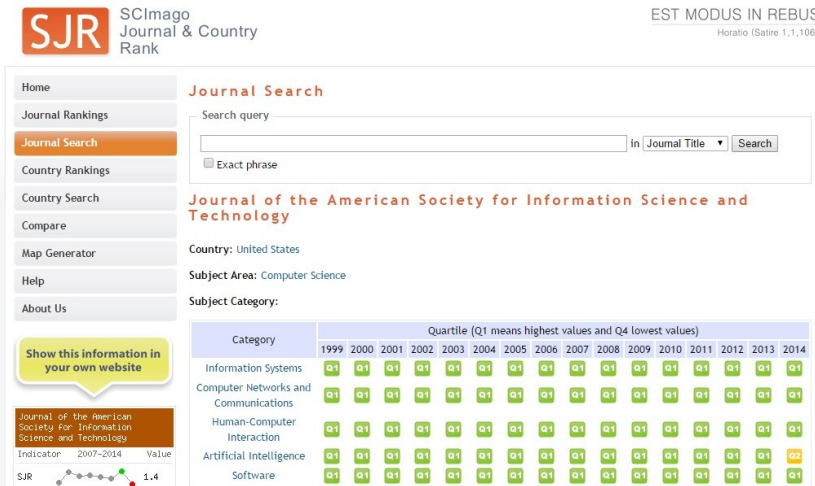 SJR
SCImago
Journal & Country
Rank
EST MODUS IN REBUS
Horatio (Satire 1,1,106
Home
Journal Rankings
Journal Search
Country Rankings
Country Search
Compare
Map Generator
Help
About Us
Show this information in
your own website
Journal of the American
Society for Information
Science and Technology
Indicator 2007-2014 Value
SJR 1.4
Journal Search
Search query
in Journal Title Search
Exact phrase
Journal of the American Society for Information Science and
Technology
Country: United States
Subject Area: Computer Science
Subject Category:
Category
Quartile (Q1 means highest values and Q4 lowest values)
1999 2000 2001 2002 2003 2004 2005 2006 2007 2008 2009 2010 2011 2012 2013 2014
Information Systems Q1 Q1 Q1 Q1 Q1 Q1 Q1 Q1 Q1 Q1 Q1 Q1 Q1 Q1 Q1 Q1
Computer Networks and
Communications Q1 Q1 Q1 Q1 Q1 Q1 Q1 Q1 Q1 Q1 Q1 Q1 Q1 Q1 Q1 Q1
Human-Computer
Interaction Q1 Q1 Q1 Q1 Q1 Q1 Q1 Q1 Q1 Q1 Q1 Q1 Q1 Q1 Q1 Q1
Artificial Intelligence Q1 Q1 Q1 Q1 Q1 Q1 Q1 Q1 Q1 Q1 Q1 Q1 Q1 Q1 Q1 Q2
Software Q1 Q1 Q1 Q1 Q1 Q1 Q1 Q1 Q1 Q1 Q1 Q1 Q1 Q1 Q1 Q1